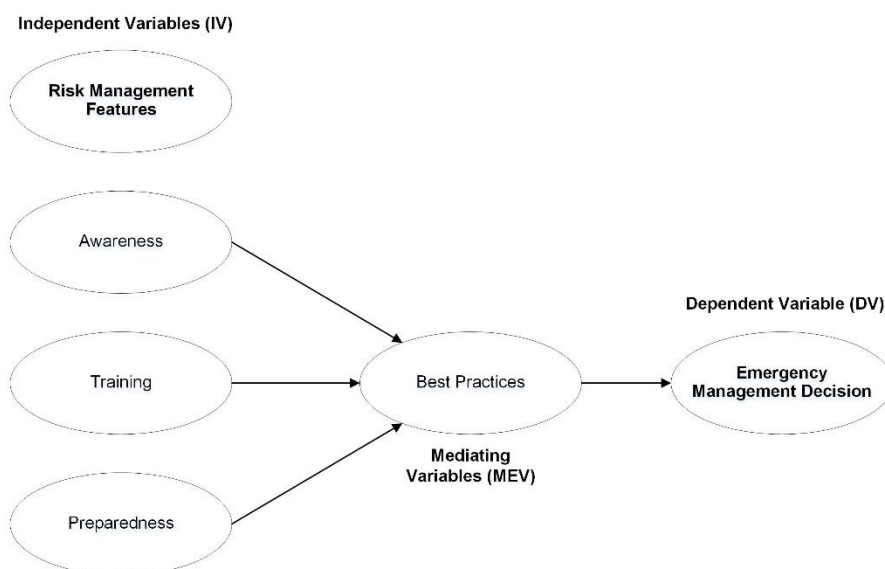 Independent Variables (IV)
Risk Management
Features
Awareness
Training
Preparedness
Best Practices
Mediating
Variables (MEV)
Dependent Variable (DV)
Emergency
Management Decision